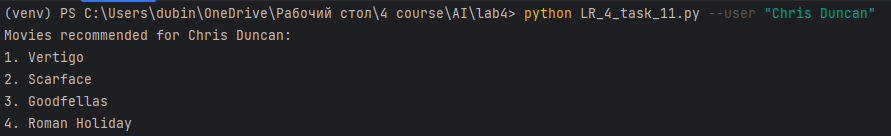 (venv) PS C:\Users\dubin\OneDrive\Рабочий стол\4 course\AI\lab4> python LR_4_task_11.py --user "Chris Duncan"
Movies recommended for Chris Duncan:
1. Vertigo
2. Scarface
3. Goodfellas
4. Roman Holiday